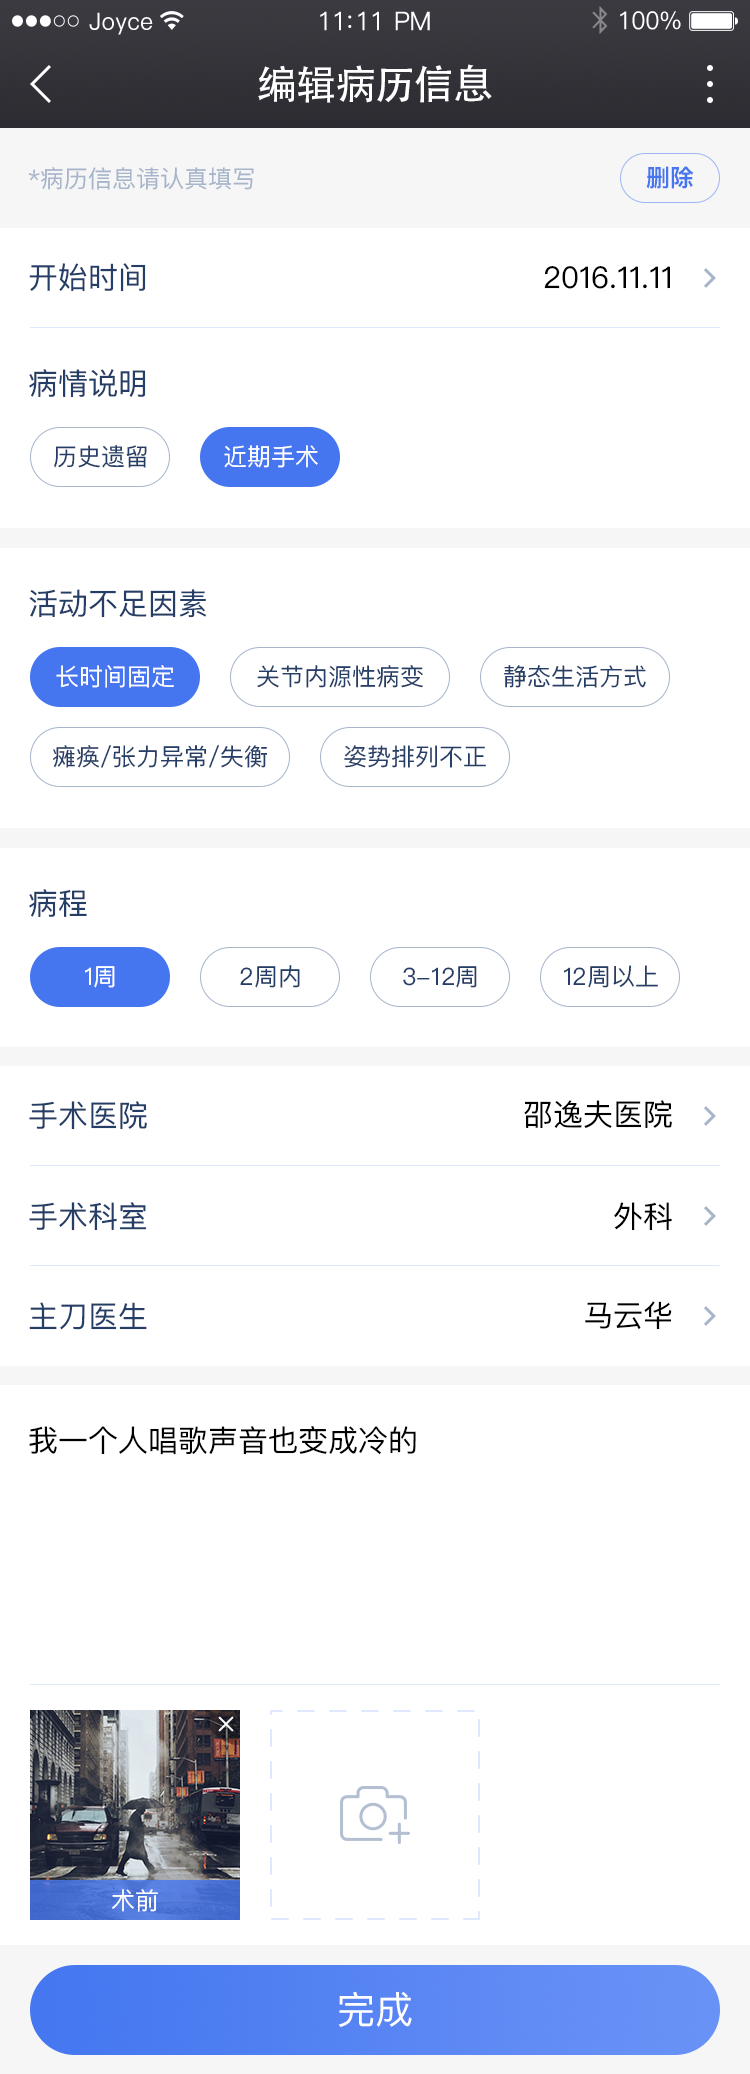 Joyce 11:11 PM 100%
编辑病历信息
*病历信息请认真填写 删除
开始时间 2016.11.11
病情说明
历史遗留 近期手术
活动不足因素
长时间固定 关节内源性病变 静态生活方式
瘫痪/张力异常/失衡 姿势排列不正
病程
1周 2周内 3-12周 12周以上
手术医院 邵逸夫医院
手术科室 外科
主刀医生 马云华
我一个人唱歌声音也变成冷的
术前
完成